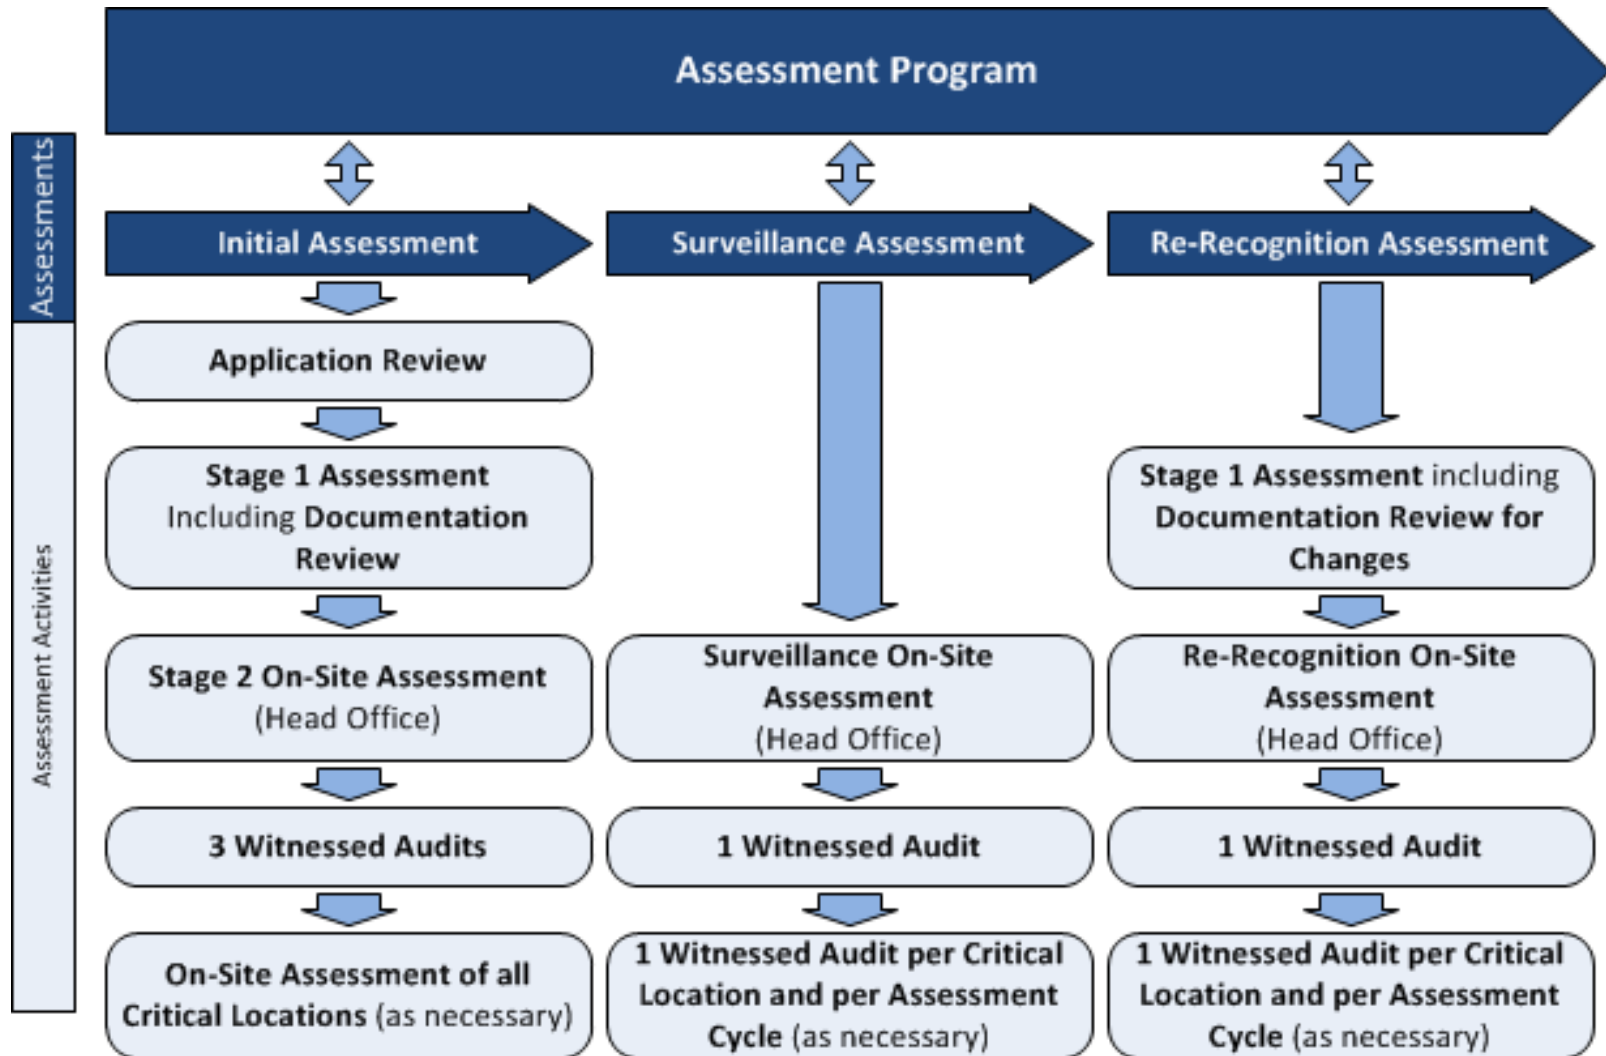 Assessment Program
Assessments
Initial Assessment
Surveillance Assessment
Re-Recognition Assessment
Assessment Activities
Application Review
Stage 1 Assessment
Including Documentation
Review
Stage 2 On-Site Assessment
(Head Office)
3 Witnessed Audits
On-Site Assessment of all
Critical Locations (as necessary)
Surveillance On-Site
Assessment
(Head Office)
1 Witnessed Audit
1 Witnessed Audit per Critical
Location and per Assessment
Cycle (as necessary)
Stage 1 Assessment including
Documentation Review for
Changes
Re-Recognition On-Site
Assessment
(Head Office)
1 Witnessed Audit
1 Witnessed Audit per Critical
Location and per Assessment
Cycle (as necessary)